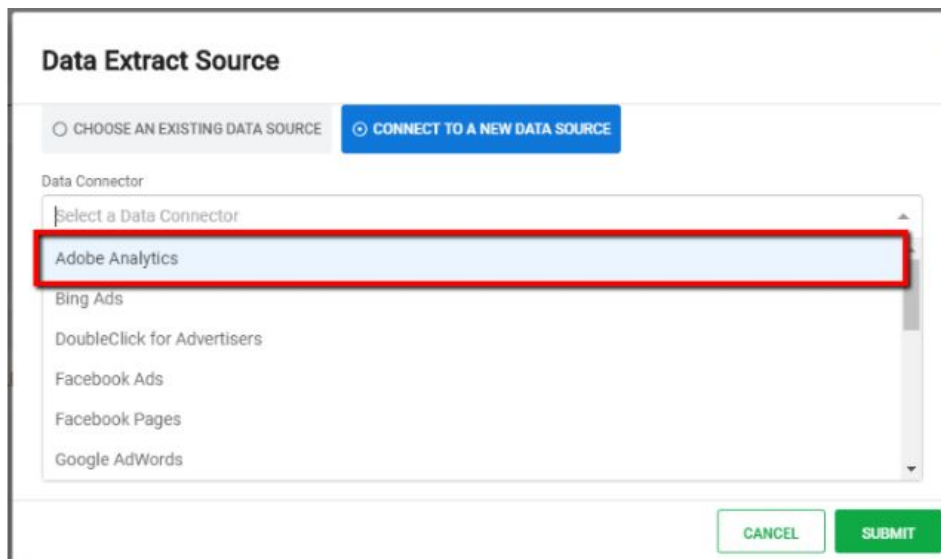 Data Extract Source
CHOOSE AN EXISTING DATA SOURCE
CONNECT TO A NEW DATA SOURCE
Data Connector
Select a Data Connector
Adobe Analytics
Bing Ads
DoubleClick for Advertisers
Facebook Ads
Facebook Pages
Google AdWords
CANCEL
SUBMIT